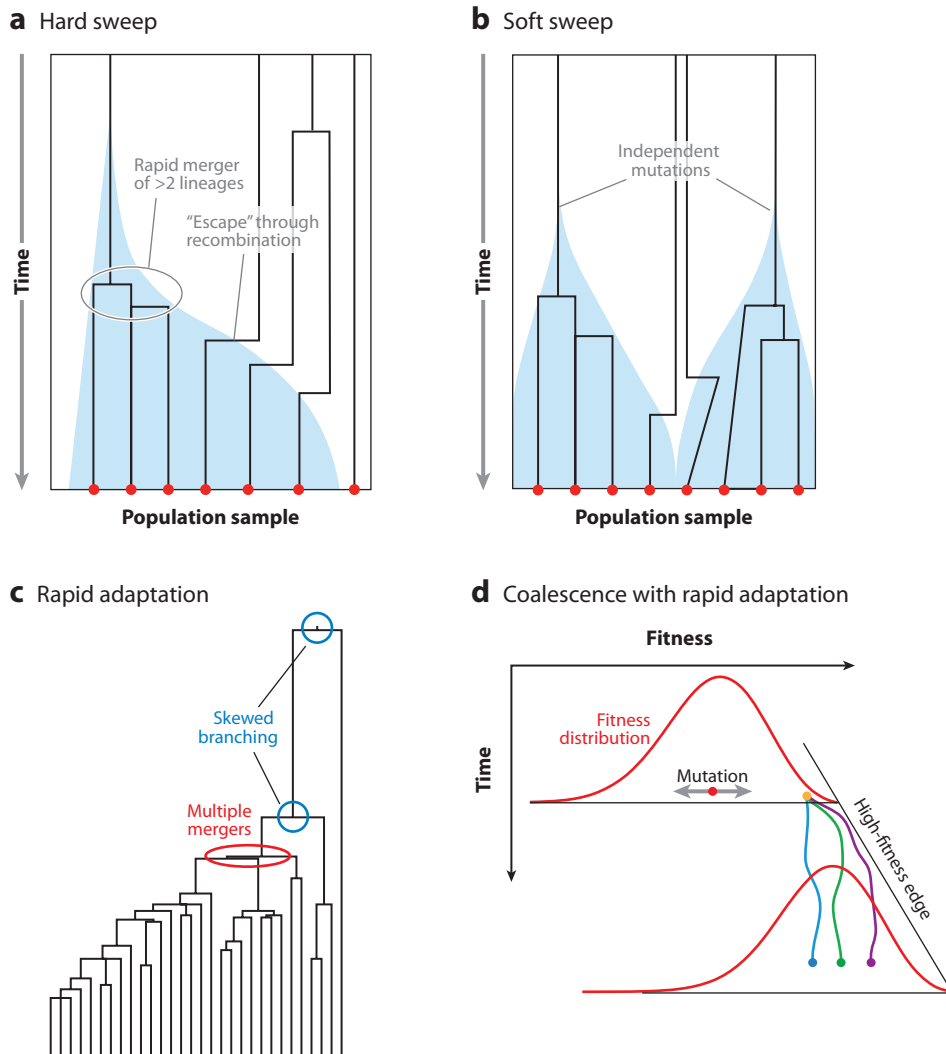 a Hard sweep
Time
Rapid merger
of >2 lineages
"Escape" through
recombination
Population sample
b Soft sweep
Time
Independent
mutations
Population sample
c Rapid adaptation
Skewed
branching
Multiple
mergers
d Coalescence with rapid adaptation
Fitness
Time
Fitness
distribution
Mutation
High-fitness edge